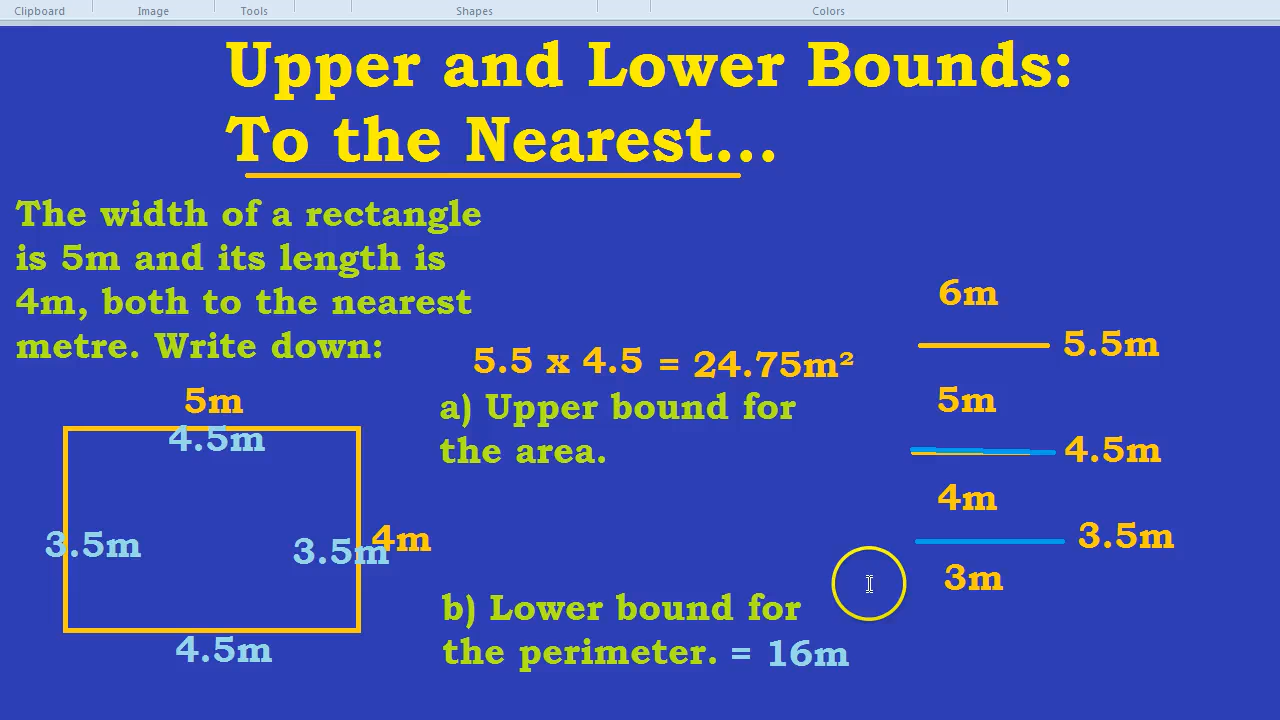 Clipboard Image Tools Shapes Colors
Upper and Lower Bounds:
To the Nearest...
The width of a rectangle
is 5m and its length is
4m, both to the nearest
metre. Write down:
5m
4.5m
3.5m
3.5m
4m
4.5m
5.5 x 4.5 = 24.75m²
a) Upper bound for
the area.
b) Lower bound for
the perimeter. = 16m
6m
5.5m
5m
4.5m
4m
3.5m
3m